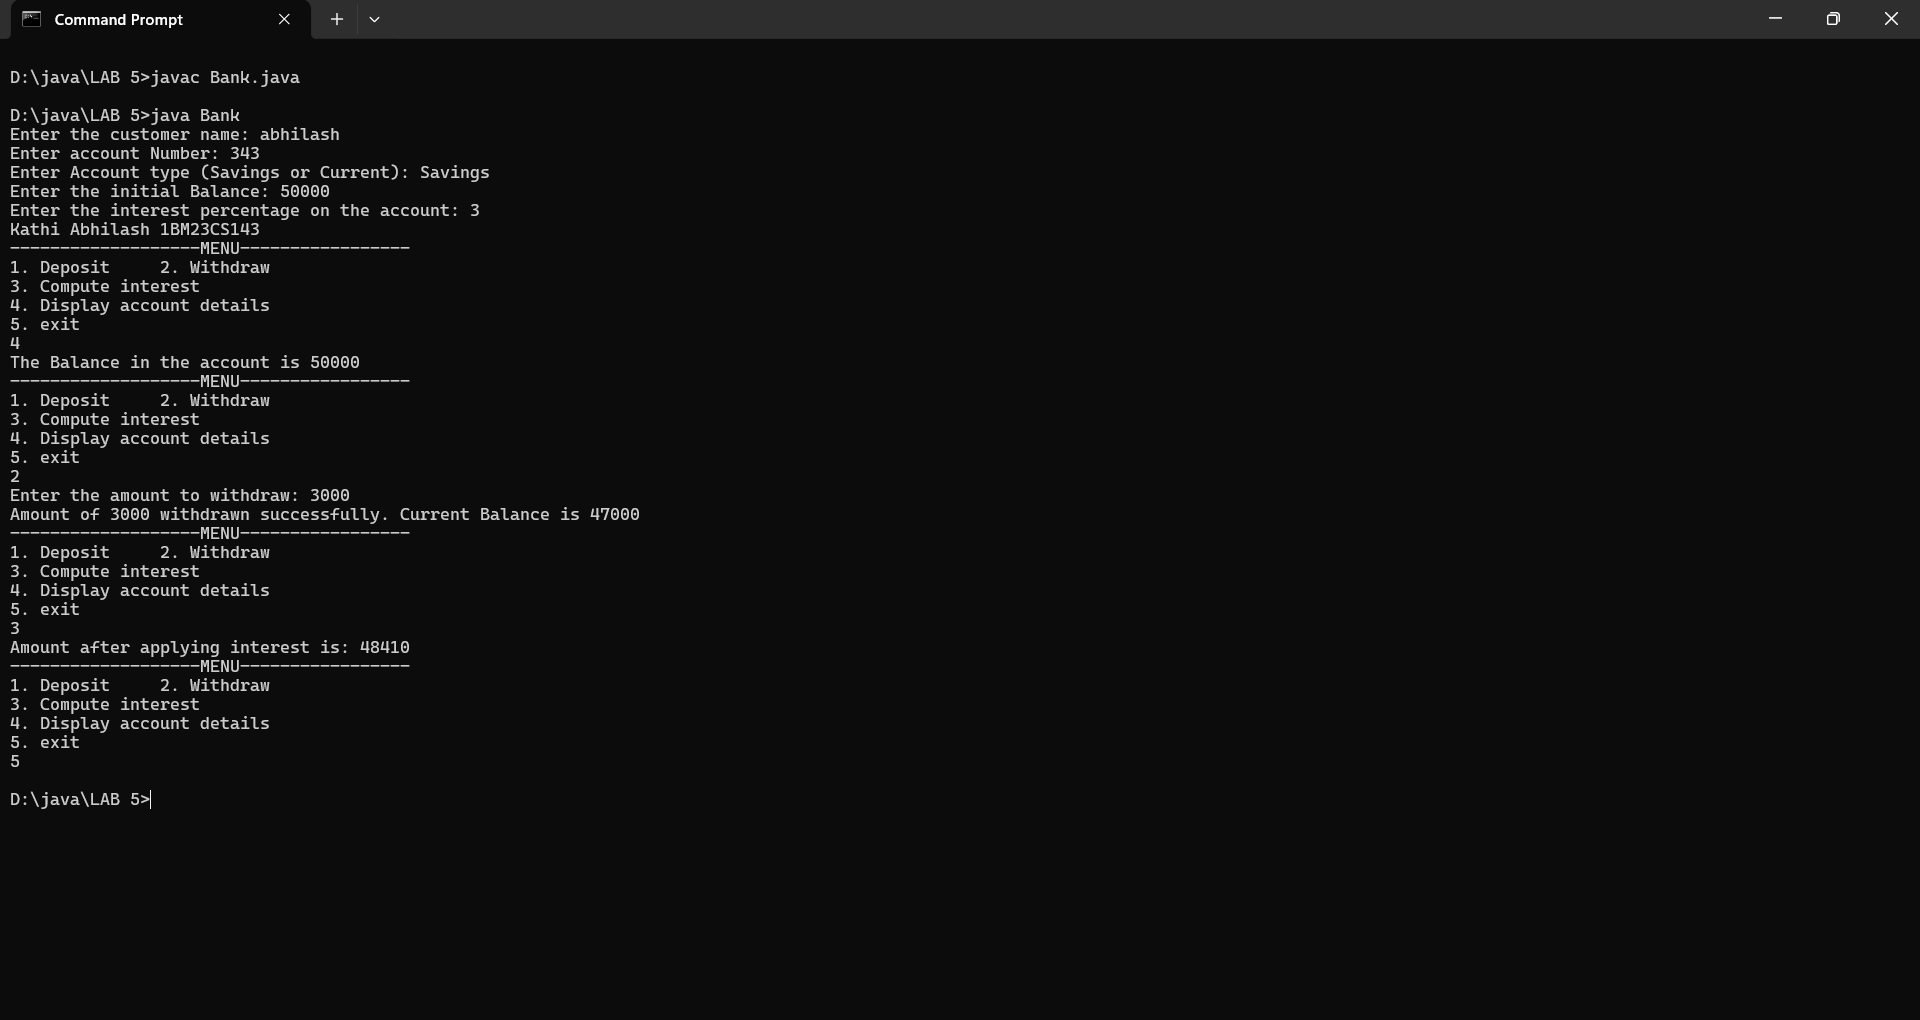 Command Prompt
D:\java\LAB 5>javac Bank.java
D:\java\LAB 5>java Bank
Enter the customer name: abhilash
Enter account Number: 343
Enter Account type (Savings or Current): Savings
Enter the initial Balance: 50000
Enter the interest percentage on the account: 3
Kathi Abhilash 1BM23CS143
-------------------MENU-----------------
1. Deposit     2. Withdraw
3. Compute interest
4. Display account details
5. exit
4
The Balance in the account is 50000
-------------------MENU-----------------
1. Deposit     2. Withdraw
3. Compute interest
4. Display account details
5. exit
2
Enter the amount to withdraw: 3000
Amount of 3000 withdrawn successfully. Current Balance is 47000
-------------------MENU-----------------
1. Deposit     2. Withdraw
3. Compute interest
4. Display account details
5. exit
3
Amount after applying interest is: 48410
-------------------MENU-----------------
1. Deposit     2. Withdraw
3. Compute interest
4. Display account details
5. exit
5
D:\java\LAB 5>